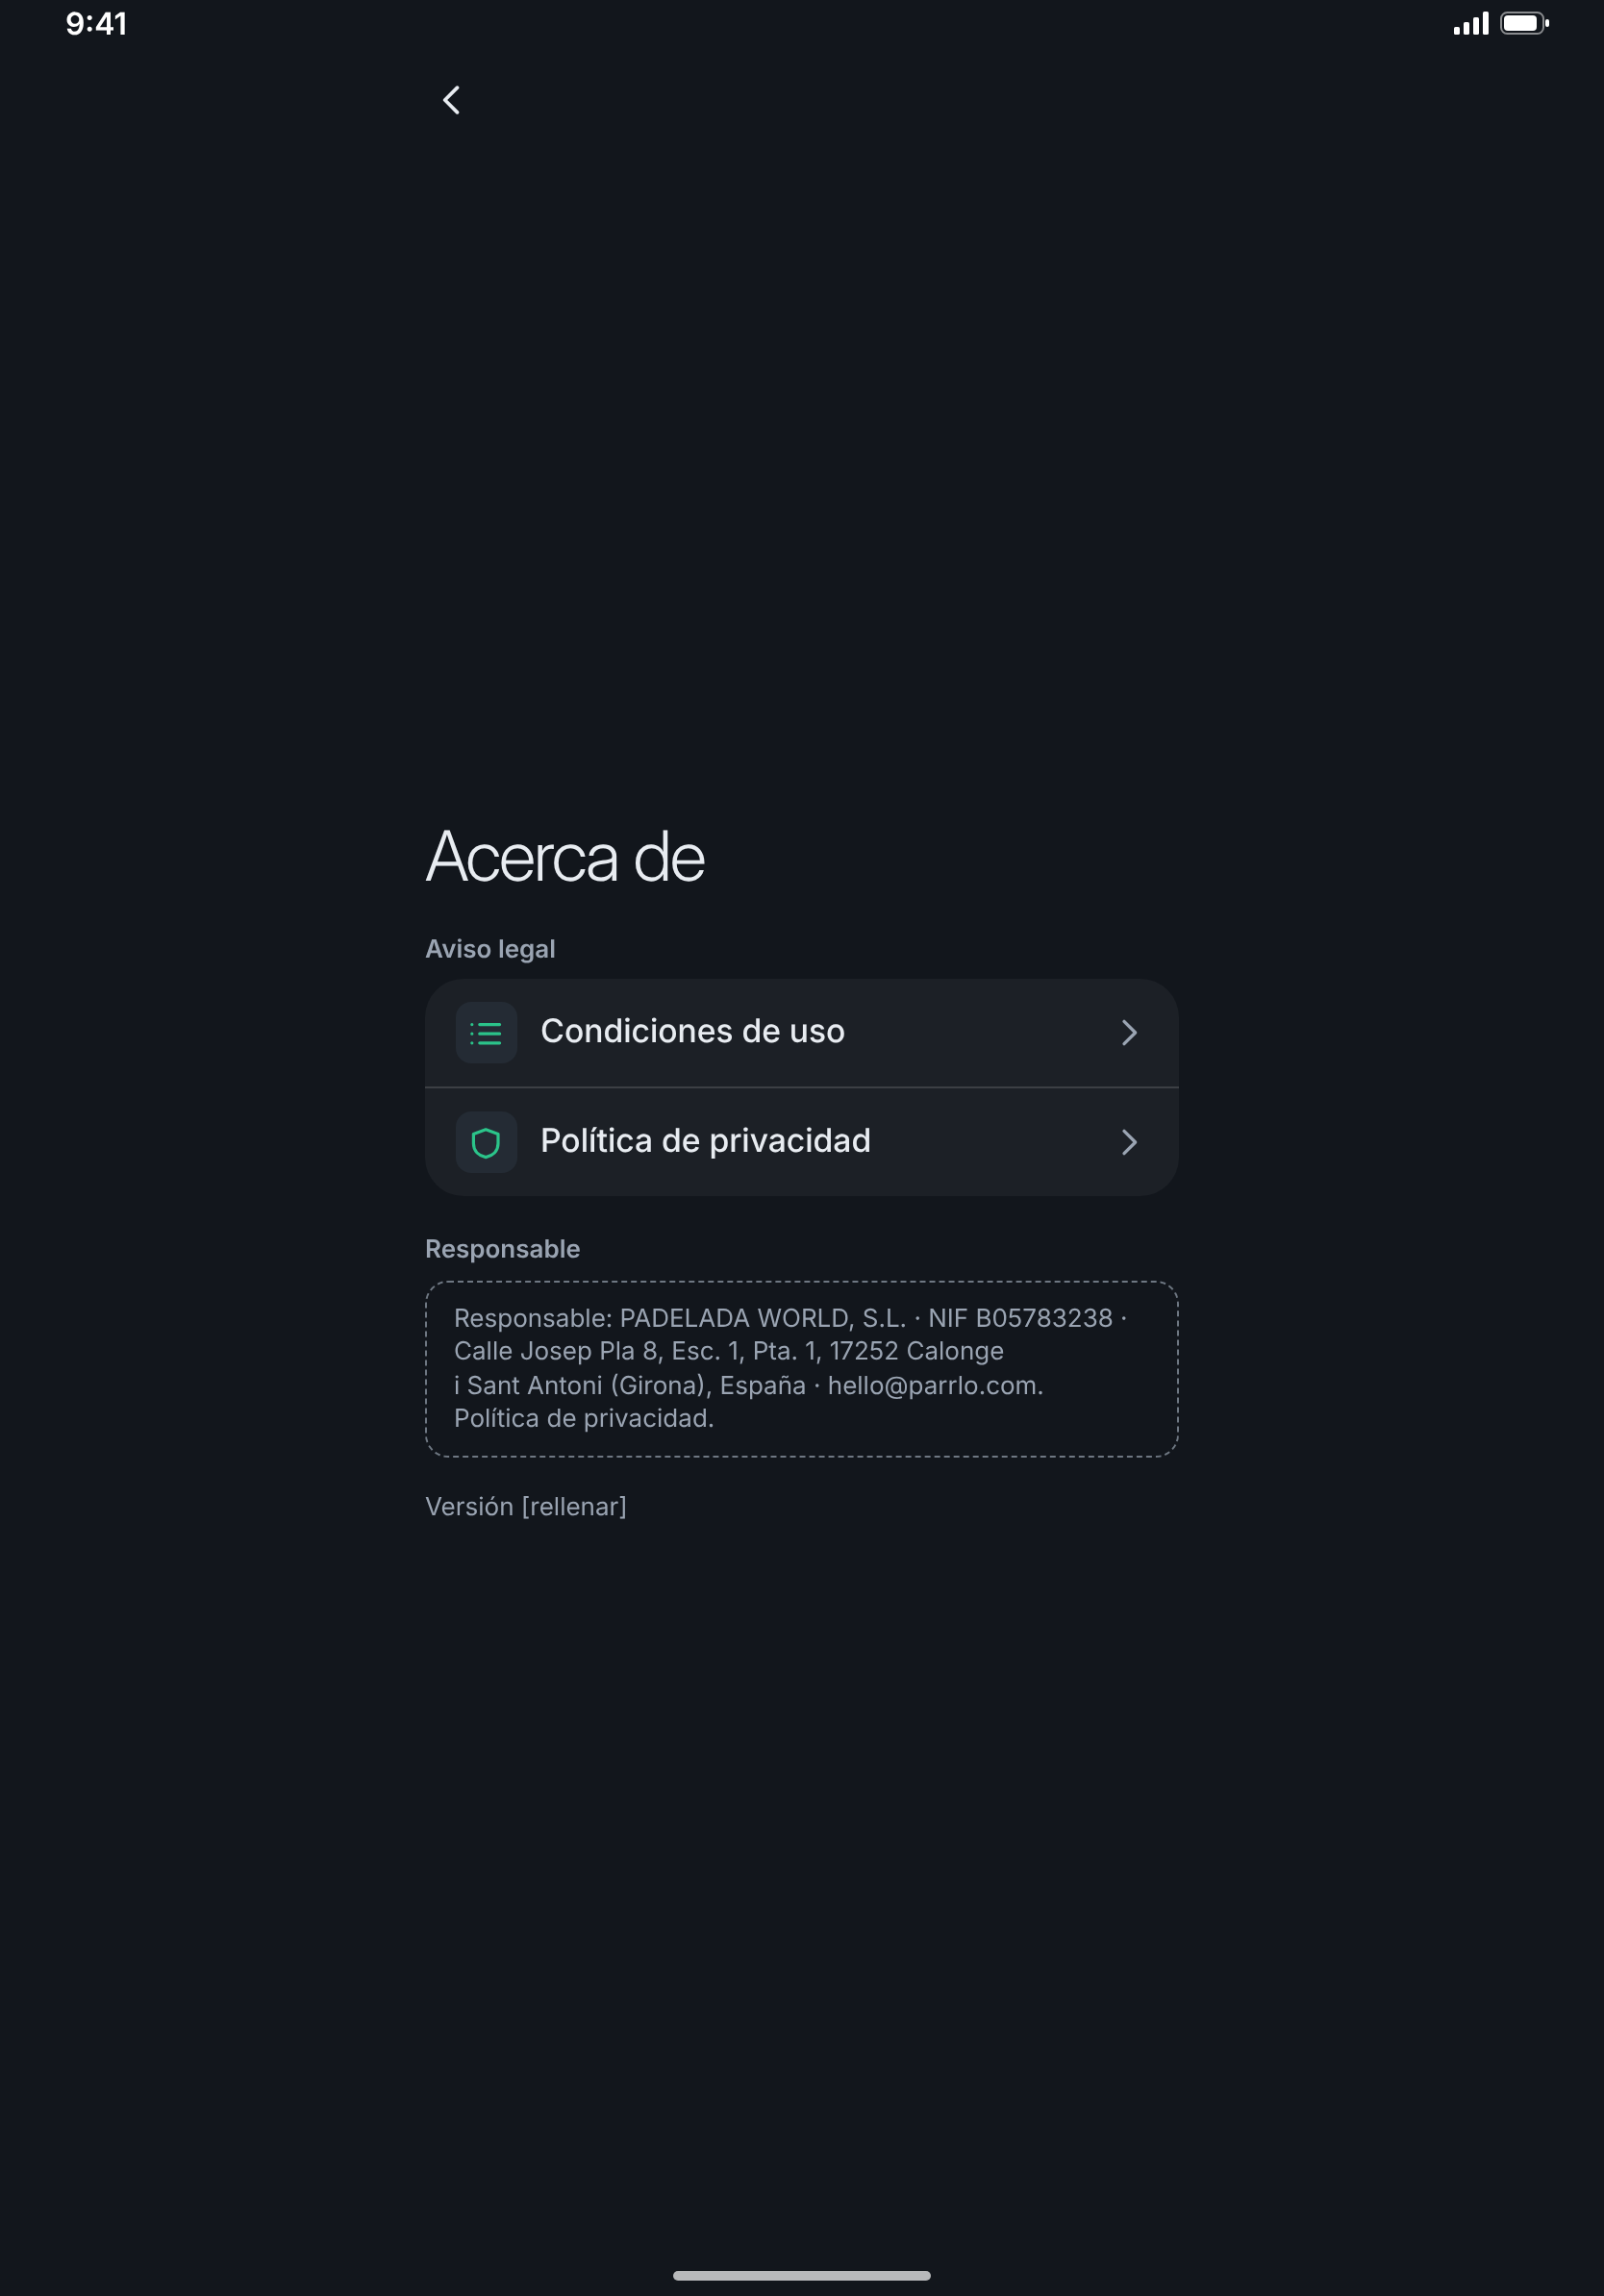 9:41
Acerca de
Aviso legal
Condiciones de uso
Política de privacidad
Responsable
Responsable: PADELADA WORLD, S.L. · NIF B05783238 ·
Calle Josep Pla 8, Esc. 1, Pta. 1, 17252 Calonge
i Sant Antoni (Girona), España · hello@parrlo.com.
Política de privacidad.
Versión [rellenar]